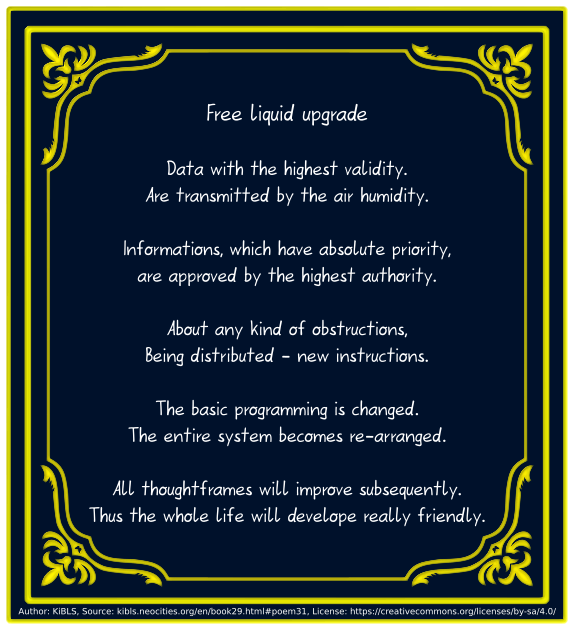 Free liquid upgrade
Data with the highest validity.
Are transmitted by the air humidity.
Informations, which have absolute priority,
are approved by the highest authority.
About any kind of obstructions,
Being distributed - new instructions.
The basic programming is changed.
The entire system becomes re-arranged.
All thoughtframes will improve subsequently.
Thus the whole life will develope really friendly.
Author: KiBLS, Source: kibls.neocities.org/en/book29.html#poem31, License: https://creativecommons.org/licenses/by-sa/4.0/